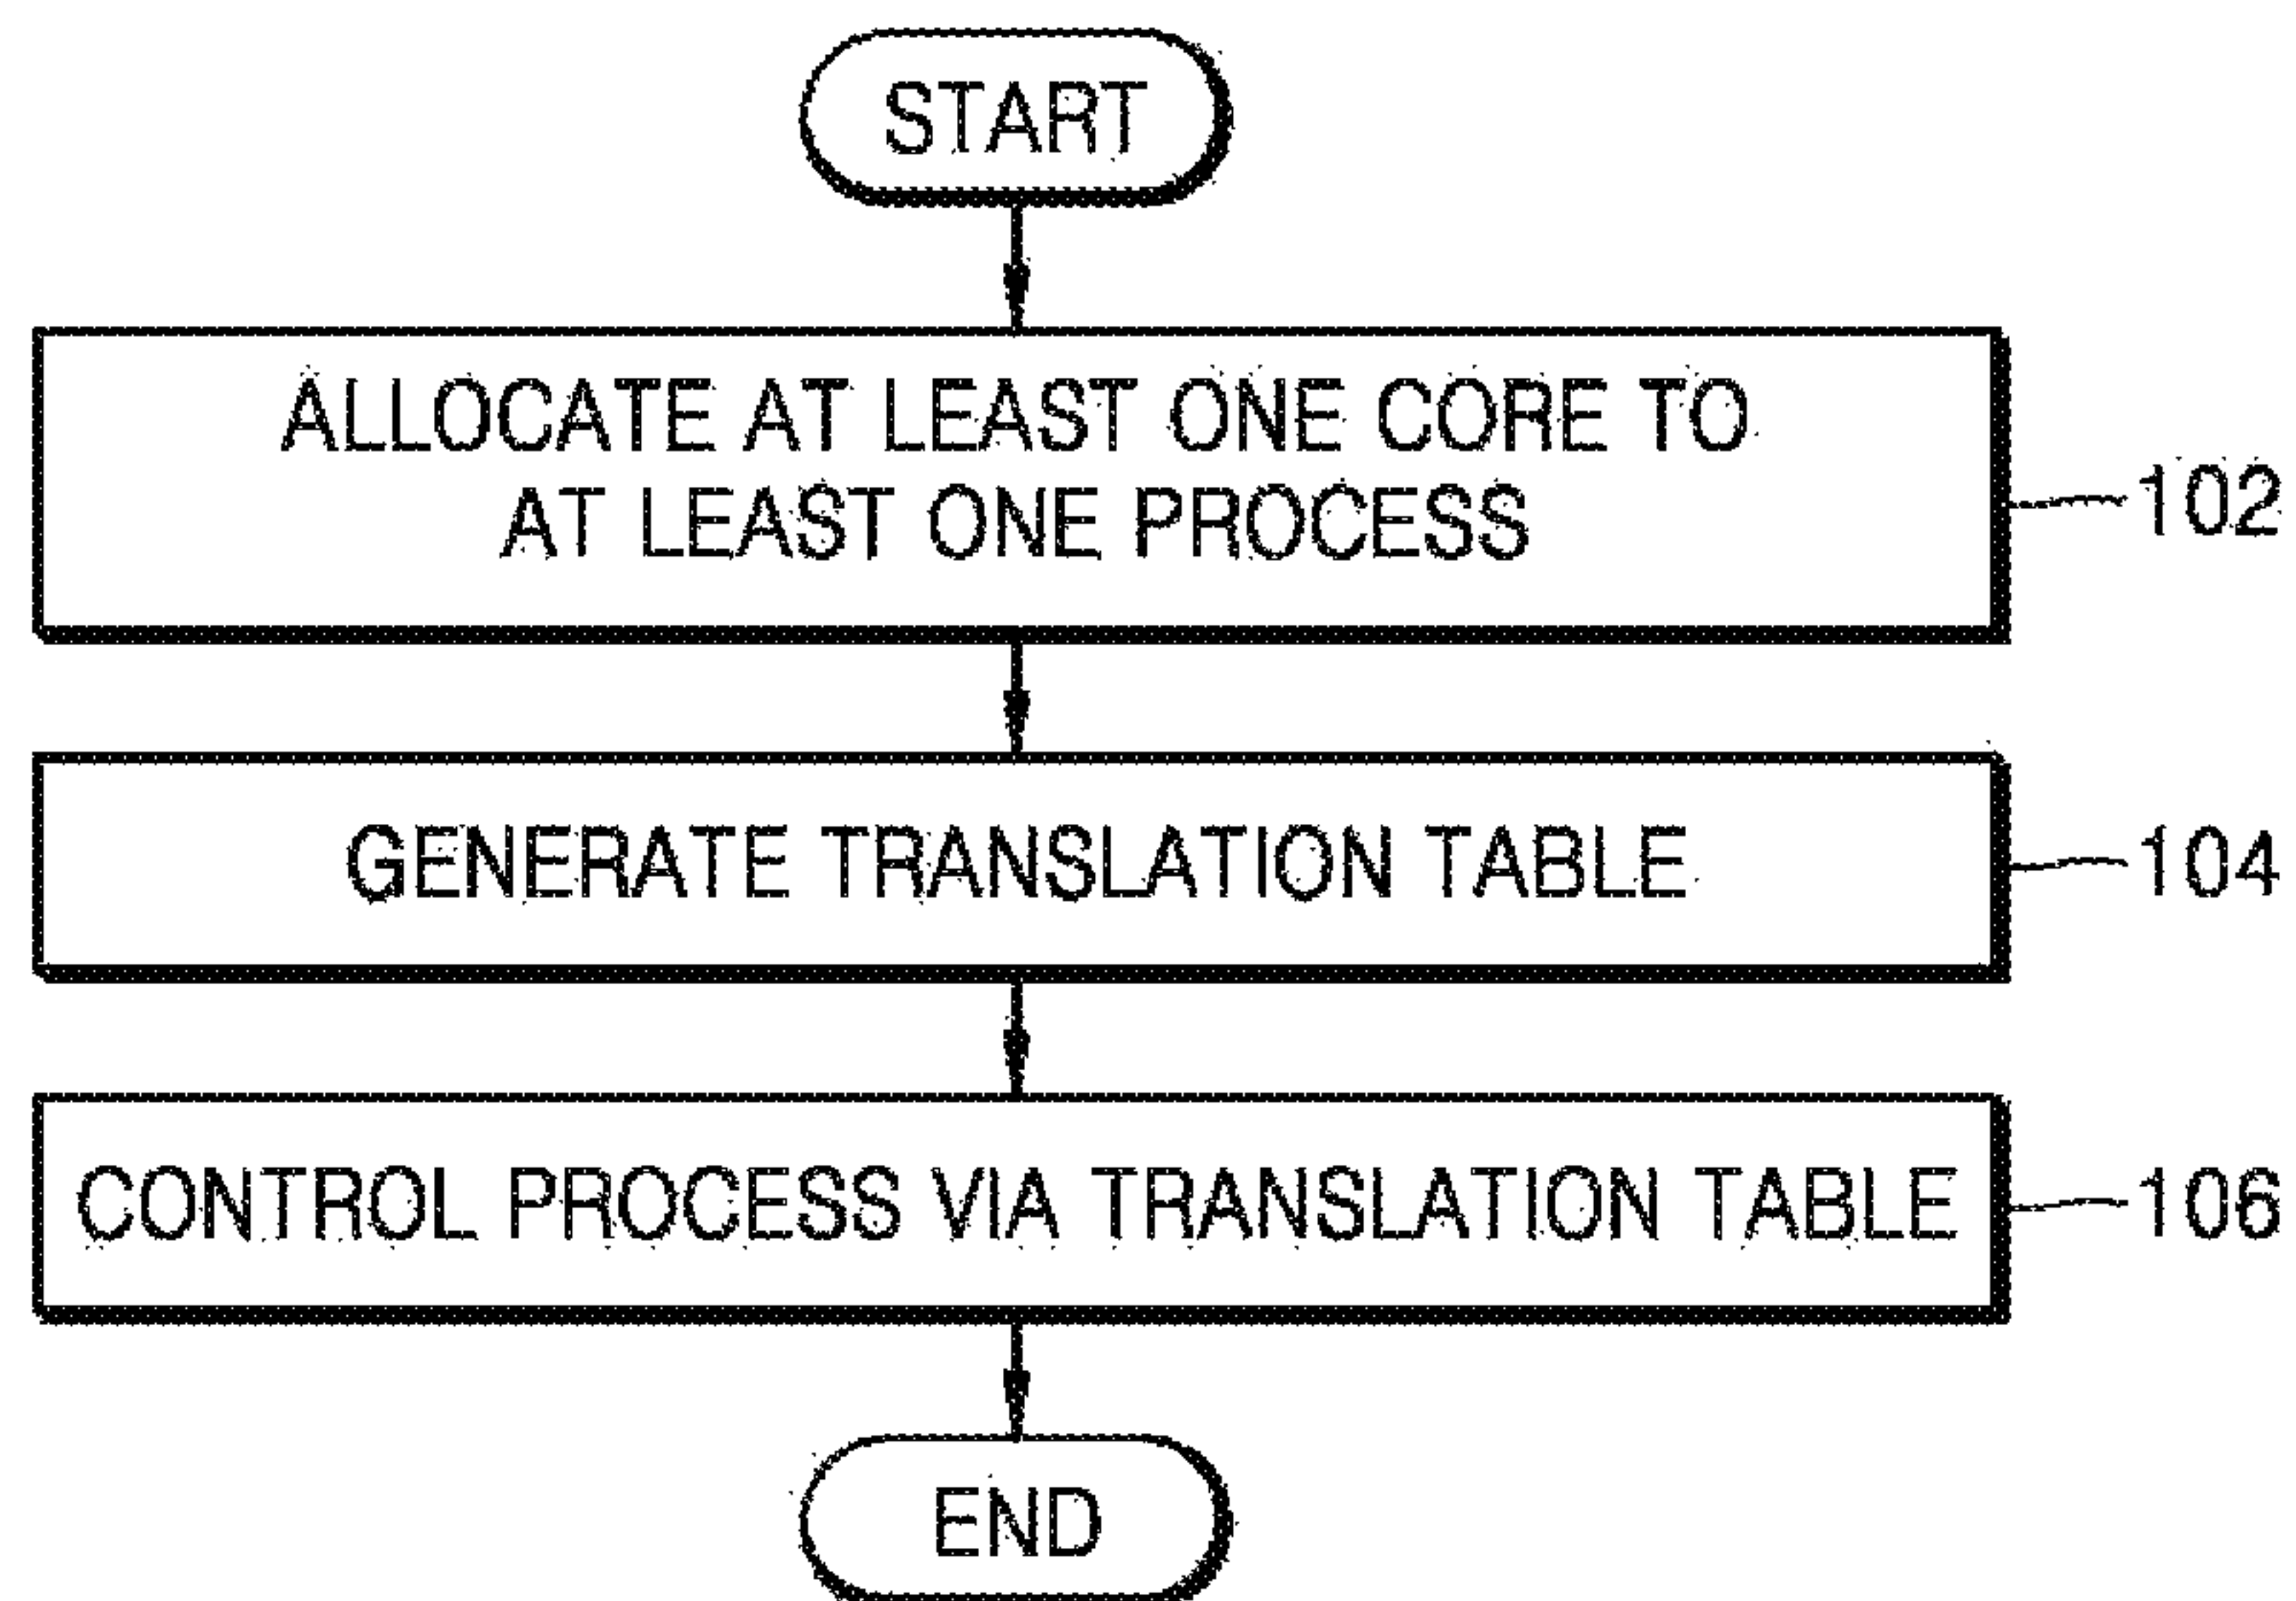 START
ALLOCATE AT LEAST ONE CORE TO
AT LEAST ONE PROCESS
102
GENERATE TRANSLATION TABLE
104
CONTROL PROCESS VIA TRANSLATION TABLE
106
END